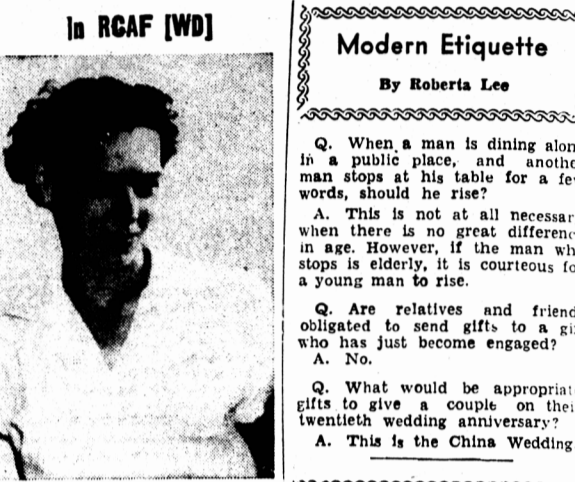 In RCAF [WD]
Modern Etiquette
By Roberta Lee
Q. When a man is dining alon
in a public place, and anothe
man stops at his table for a fe
words, should he rise?
A. This is not at all necessar
when there is no great differenc
in age. However, if the man wh
stops is elderly, it is courteous fo
a young man to rise.
Q. Are relatives and friend
obligated to send gifts to a gi
who has just become engaged?
A. No.
Q. What would be appropriat
gifts to give a couple on thei
twentieth wedding anniversary?
A. This is the China Wedding